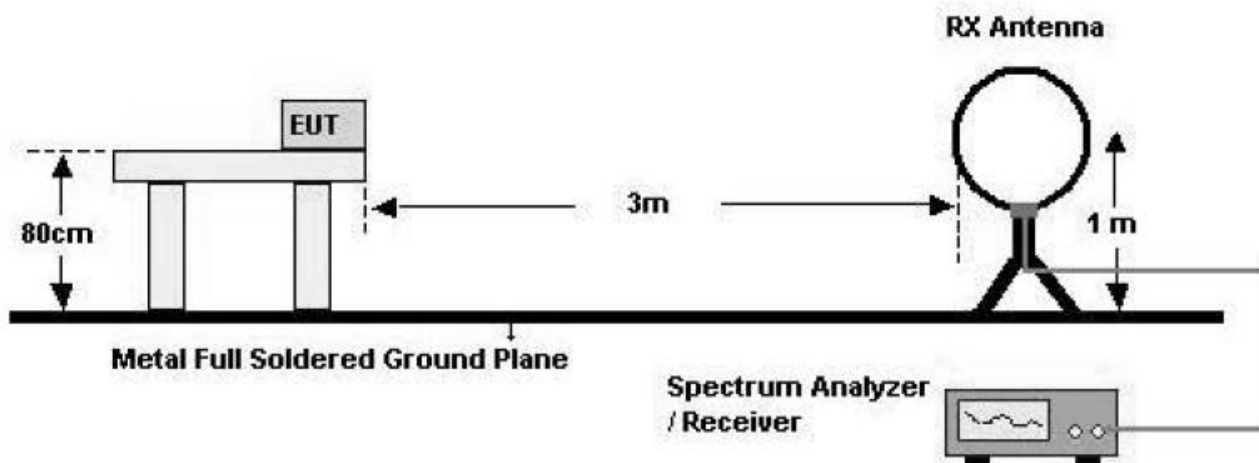 RX Antenna
EUT
80cm
3m
1 m
Metal Full Soldered Ground Plane
Spectrum Analyzer
/ Receiver